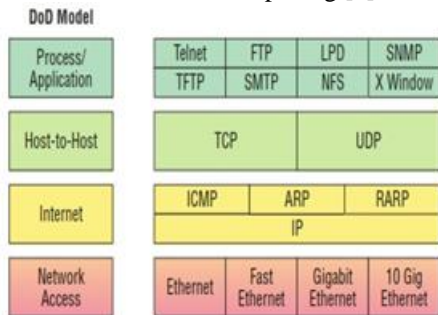 DoD Model
Process/
Application
Telnet FTP LPD SNMP
TFTP SMTP NFS X Window
Host-to-Host
TCP UDP
Internet
ICMP ARP RARP
IP
Network
Access
Ethernet Fast
Ethernet Gigabit
Ethernet 10 Gig
Ethernet